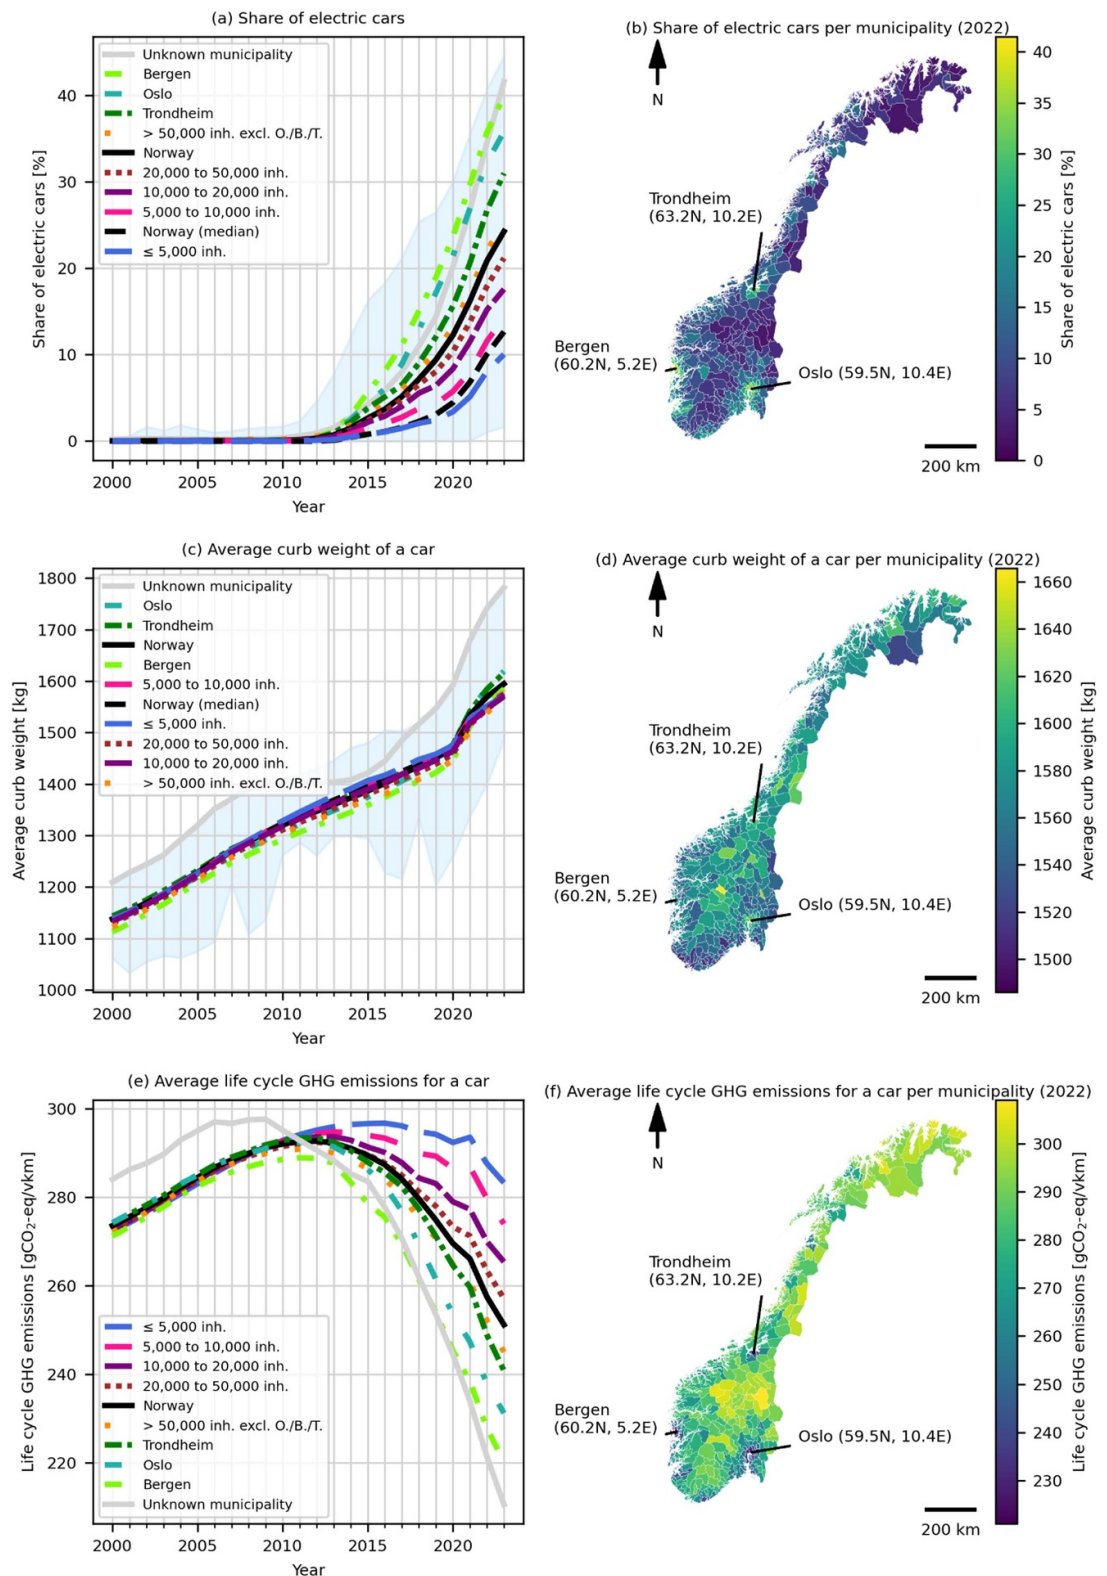 (a) Share of electric cars
Unknown municipality
Bergen
Oslo
Trondheim
> 50,000 inh. excl. O./B./T.
Norway
20,000 to 50,000 inh.
10,000 to 20,000 inh.
5,000 to 10,000 inh.
Norway (median)
≤ 5,000 inh.
40
30
20
10
0
Share of electric cars [%]
2000
2005
2010
2015
2020
Year
(b) Share of electric cars per municipality (2022)
N
Trondheim
(63.2N, 10.2E)
Bergen
(60.2N, 5.2E)
Oslo (59.5N, 10.4E)
200 km
40
35
30
25
20
15
10
5
0
Share of electric cars [%]
(c) Average curb weight of a car
Unknown municipality
Oslo
Trondheim
Norway
Bergen
5,000 to 10,000 inh.
Norway (median)
≤ 5,000 inh.
20,000 to 50,000 inh.
10,000 to 20,000 inh.
> 50,000 inh. excl. O./B./T.
1800
1700
1600
1500
1400
1300
1200
1100
1000
Average curb weight [kg]
2000
2005
2010
2015
2020
Year
(d) Average curb weight of a car per municipality (2022)
N
Trondheim
(63.2N, 10.2E)
Bergen
(60.2N, 5.2E)
Oslo (59.5N, 10.4E)
200 km
1660
1640
1620
1600
1580
1560
1540
1520
1500
Average curb weight [kg]
(e) Average life cycle GHG emissions for a car
300
280
260
240
220
Life cycle GHG emissions [gCO₂-eq/vkm]
≤ 5,000 inh.
5,000 to 10,000 inh.
10,000 to 20,000 inh.
20,000 to 50,000 inh.
Norway
> 50,000 inh. excl. O./B./T.
Trondheim
Oslo
Bergen
Unknown municipality
2000
2005
2010
2015
2020
Year
(f) Average life cycle GHG emissions for a car per municipality (2022)
N
Trondheim
(63.2N, 10.2E)
Bergen
(60.2N, 5.2E)
Oslo (59.5N, 10.4E)
200 km
300
290
280
270
260
250
240
230
Life cycle GHG emissions [gCO₂-eq/vkm]